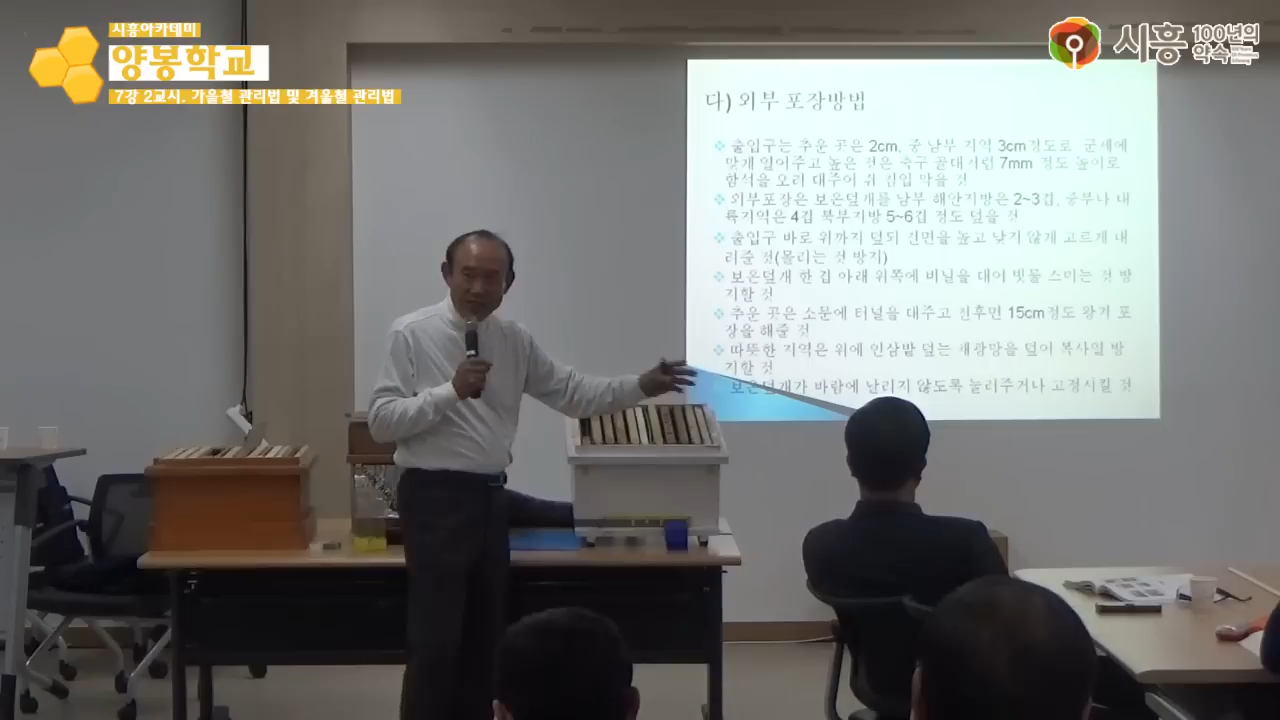 시흥아카데미
양봉학교
7강 2교시. 가을철 관리법 및 겨울철 관리법
시흥 100년의
약속
다) 외부 포장방법
출입구는 추운 곳은 2cm, 중 남부 지역 3cm정도로 군세에
맞게 열어주고 높은 것은 축구 골대처럼 7mm 정도 높이로
함석을 오려 대주어 쥐 침입 막을 것
외부포장은 보온덮개를 남부 해안지방은 2~3겹, 중부나 내
륙지역은 4겹 북부지방 5~6겹 정도 덮을 것
출입구 바로 위까지 덮되 전면을 높고 낮지 않게 고르게 내
려줄 것(몰리는 것 방지)
보온덮개 한 겹 아래 위쪽에 비닐을 대어 빗물 스미는 것 방
지할 것
추운 곳은 소문에 터널을 대주고 전후면 15cm정도 왕겨 포
장을 해줄 것
따뜻한 지역은 위에 인삼밭 덮는 채광망을 덮어 복사열 방
지할 것
보온덮개가 바람에 날리지 않도록 눌러주거나 고정시킬 것